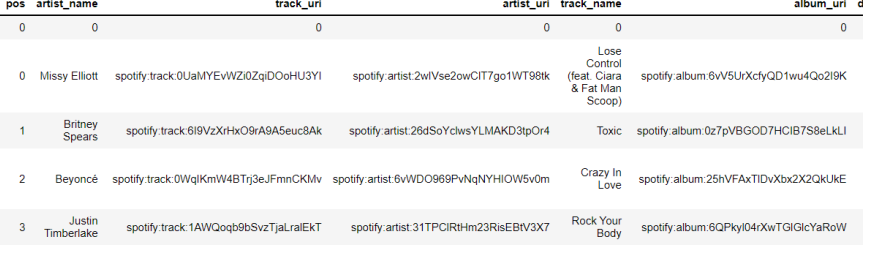 pos artist_name track_uri artist_uri track_name album_uri d
0 0 0 0 0 0
Lose
Control
0 Missy Elliott spotify:track:0UaMYEvWZi0ZqiDOoHU3YI spotify:artist:2wIVse2owClT7go1WT98tk (feat. Ciara spotify:album:6vV5UrXcfyQD1wu4Qo2I9K
& Fat Man
Scoop)
Britney
1 spotify:track:6I9VzXrHxO9rA9A5euc8Ak spotify:artist:26dSoYclwsYLMAKD3tpOr4 Toxic spotify:album:0z7pVBGOD7HCIB7S8eLkLI
Spears
Crazy In
2 Beyoncé spotify:track:0WqIKmW4BTrj3eJFmnCKMv spotify:artist:6vWDO969PvNqNYHIOW5v0m spotify:album:25hVFAxTlDvXbx2X2QkUkE
Love
Justin Rock Your
3 spotify:track:1AWQoqb9bSvzTjaLralEkT spotify:artist:31TPClRtHm23RisEBtV3X7 spotify:album:6QPkyl04rXwTGlGlcYaRoW
Timberlake Body